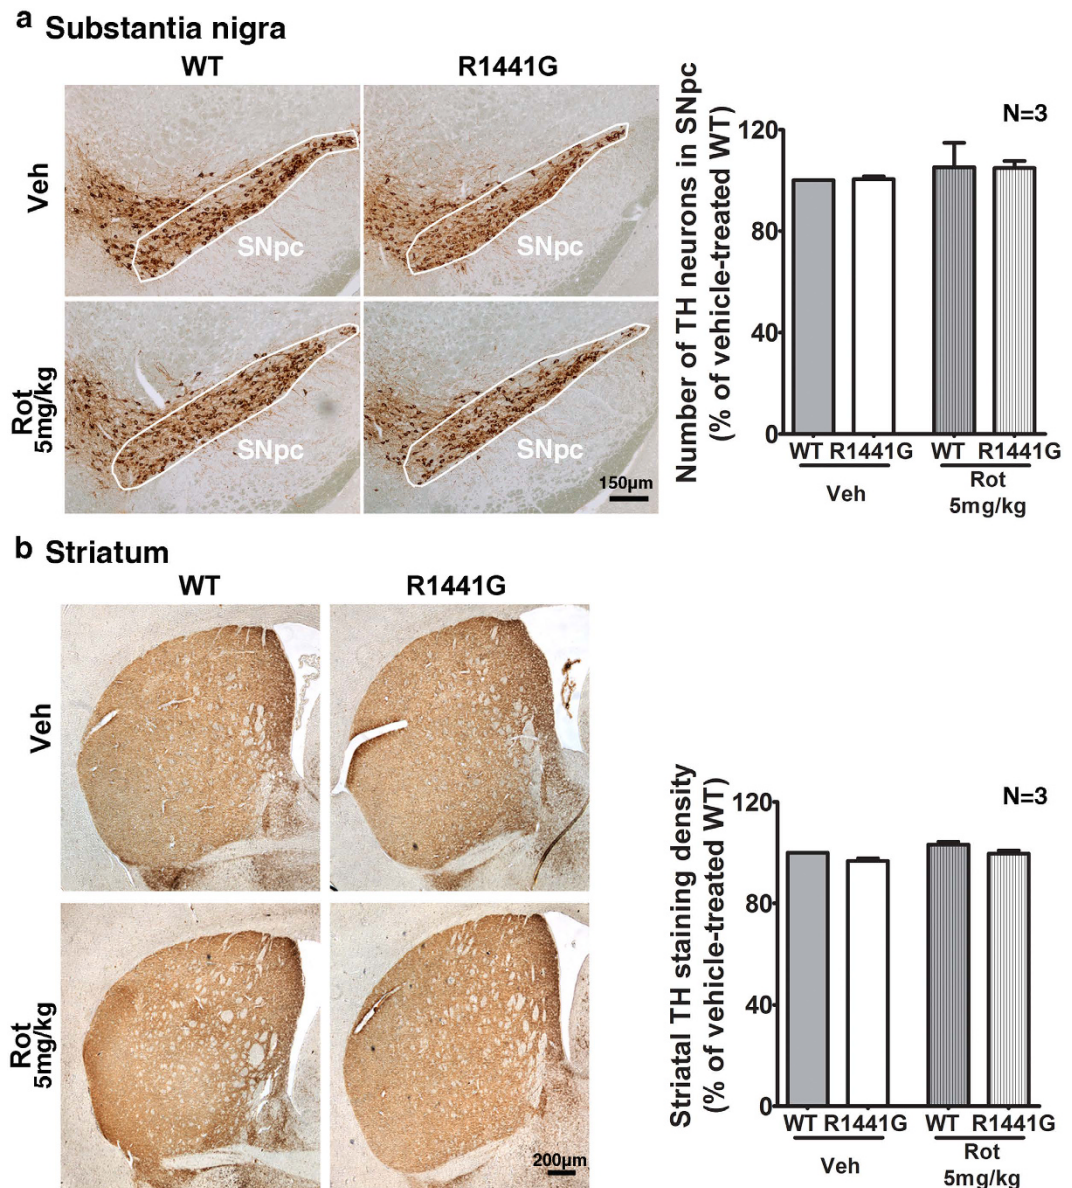 a Substantia nigra
WT
R1441G
Veh
SNpc
SNpc
Rot
5mg/kg
SNpc
SNpc
150µm
Number of TH neurons in SNpc
(% of vehicle-treated WT)
N=3
120
80
40
0
WT R1441G WT R1441G
Veh
Rot
5mg/kg
b Striatum
WT
R1441G
Veh
Rot
5mg/kg
200µm
Striatal TH staining density
(% of vehicle-treated WT)
N=3
120
80
40
0
WT R1441G WT R1441G
Veh
Rot
5mg/kg